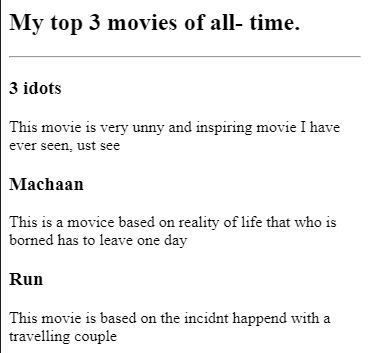 My top 3 movies of all- time.
3 idots
This movie is very unny and inspiring movie I have
ever seen, ust see
Machaan
This is a movice based on reality of life that who is
borned has to leave one day
Run
This movie is based on the incidnt happend with a
travelling couple